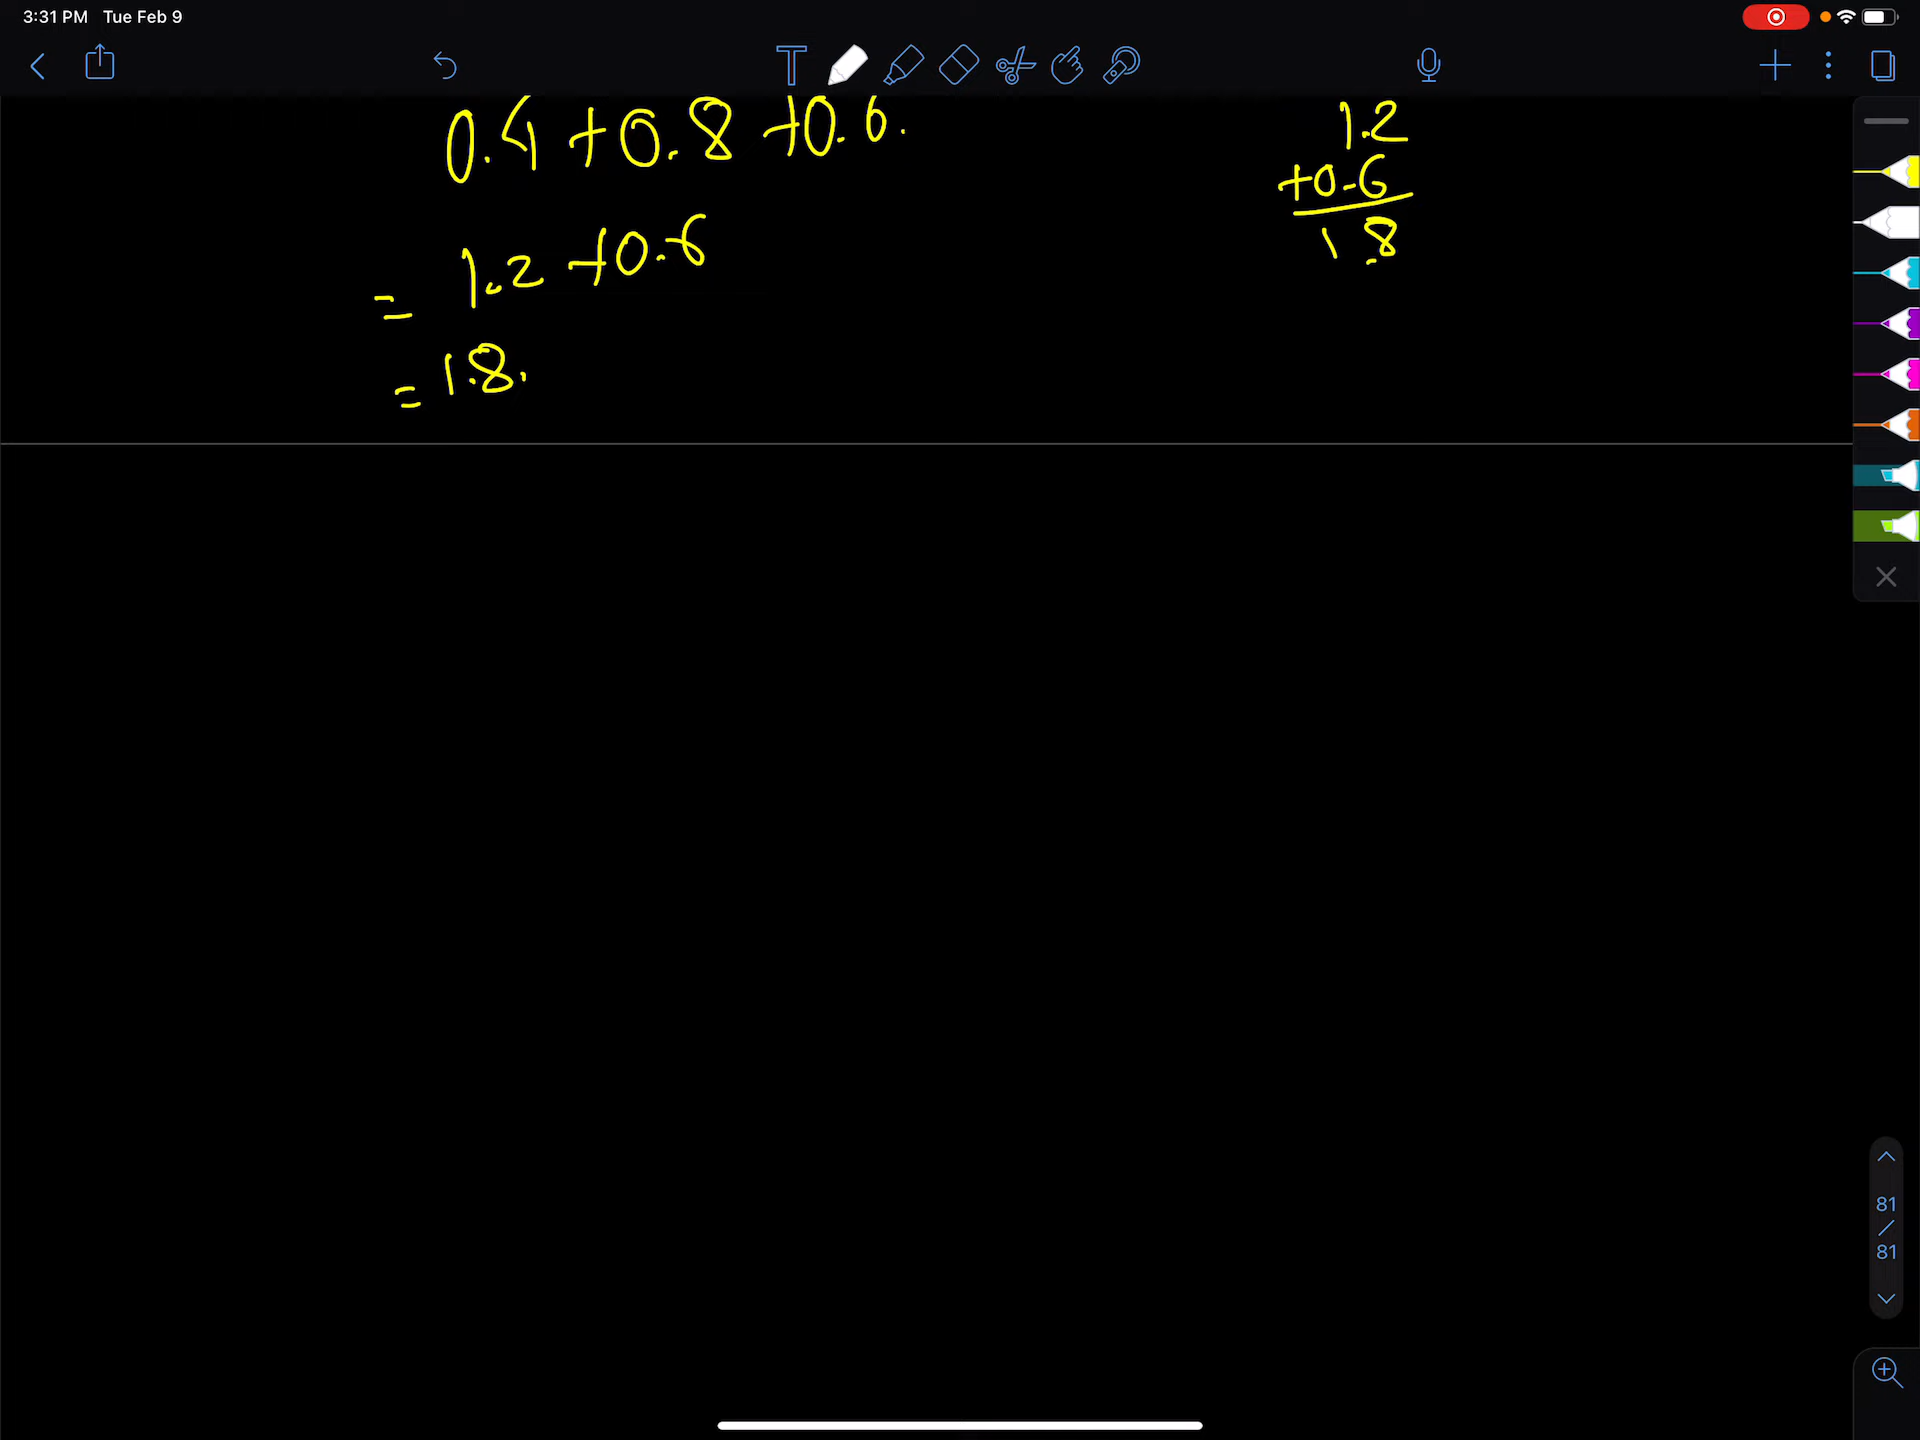 3:31 PM Tue Feb 9
0.4 + 0.8 + 0.6.
= 1.2 + 0.6
= 1.8.
1.2
+0.6
1.8
81
/
81